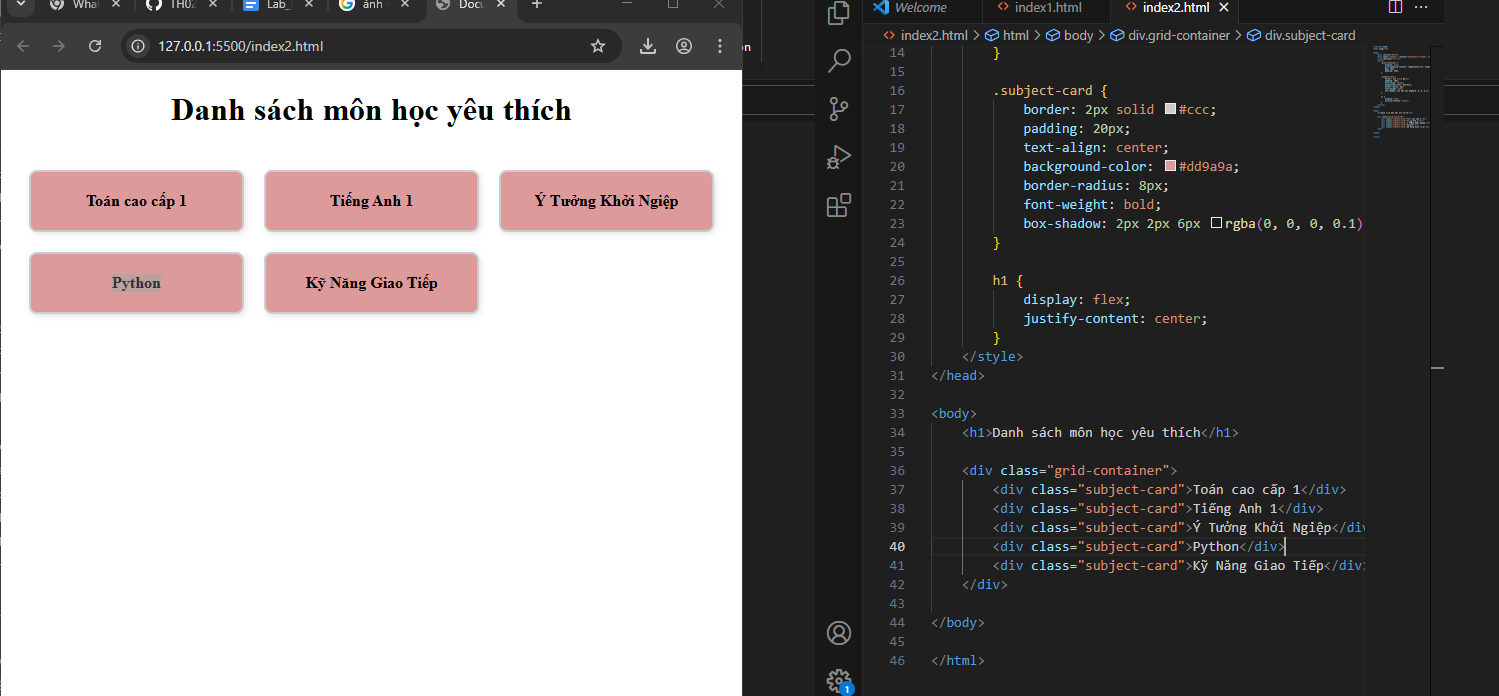 Wha
TH02
Lab_
ảnh -
Docu
127.0.0.1:5500/index2.html
Danh sách môn học yêu thích
Toán cao cấp 1
Tiếng Anh 1
Ý Tưởng Khởi Ngiệp
Python
Kỹ Năng Giao Tiếp
Welcome
index1.html
index2.html
index2.html > html > body > div.grid-container > div.subject-card
14 }
15
16 .subject-card {
17 border: 2px solid #ccc;
18 padding: 20px;
19 text-align: center;
20 background-color: #dd9a9a;
21 border-radius: 8px;
22 font-weight: bold;
23 box-shadow: 2px 2px 6px rgba(0, 0, 0, 0.1)
24 }
25
26 h1 {
27 display: flex;
28 justify-content: center;
29 }
30 </style>
31 </head>
32
33 <body>
34 <h1>Danh sách môn học yêu thích</h1>
35
36 <div class="grid-container">
37 <div class="subject-card">Toán cao cấp 1</div>
38 <div class="subject-card">Tiếng Anh 1</div>
39 <div class="subject-card">Ý Tưởng Khởi Ngiệp</div
40 <div class="subject-card">Python</div>
41 <div class="subject-card">Kỹ Năng Giao Tiếp</div>
42 </div>
43
44 </body>
45
46 </html>
1